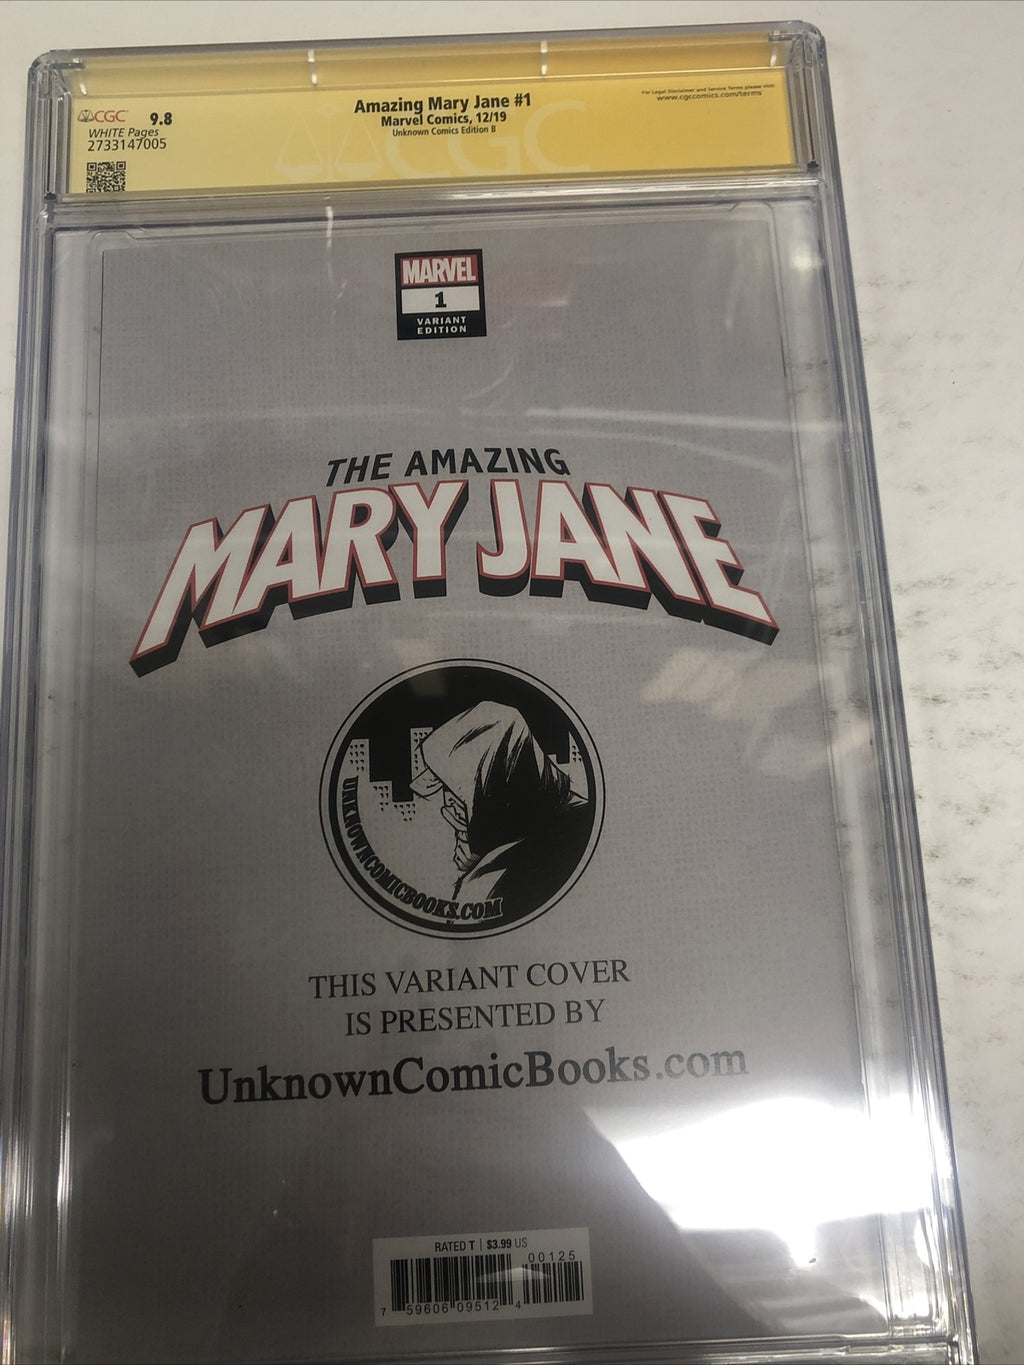 CGC 9.8
WHITE Pages
2733147005
Amazing Mary Jane #1
Marvel Comics, 12/19
Unknown Comics Edition B
For Legal Disclaimer and Service Terms please visit:
www.cgccomics.com/terms
CGC
MARVEL
1
VARIANT
EDITION
THE AMAZING
MARY JANE
UNKNOWNCOMICBOOKS.COM
THIS VARIANT COVER
IS PRESENTED BY
UnknownComicBooks.com
RATED T | $3.99 US
00125
7 59606 09512 4